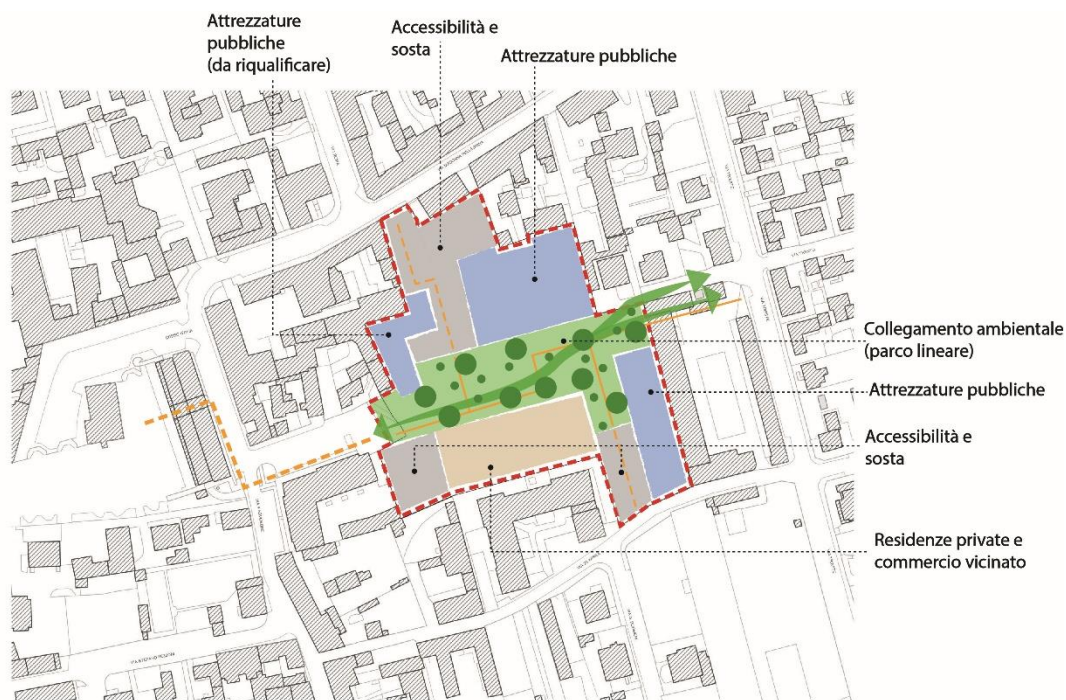 Attrezzature
pubbliche
(da riqualificare)
Accessibilità e
sosta
Attrezzature pubbliche
Collegamento ambientale
(parco lineare)
Attrezzature pubbliche
Accessibilità e
sosta
Residenze private e
commercio vicinato